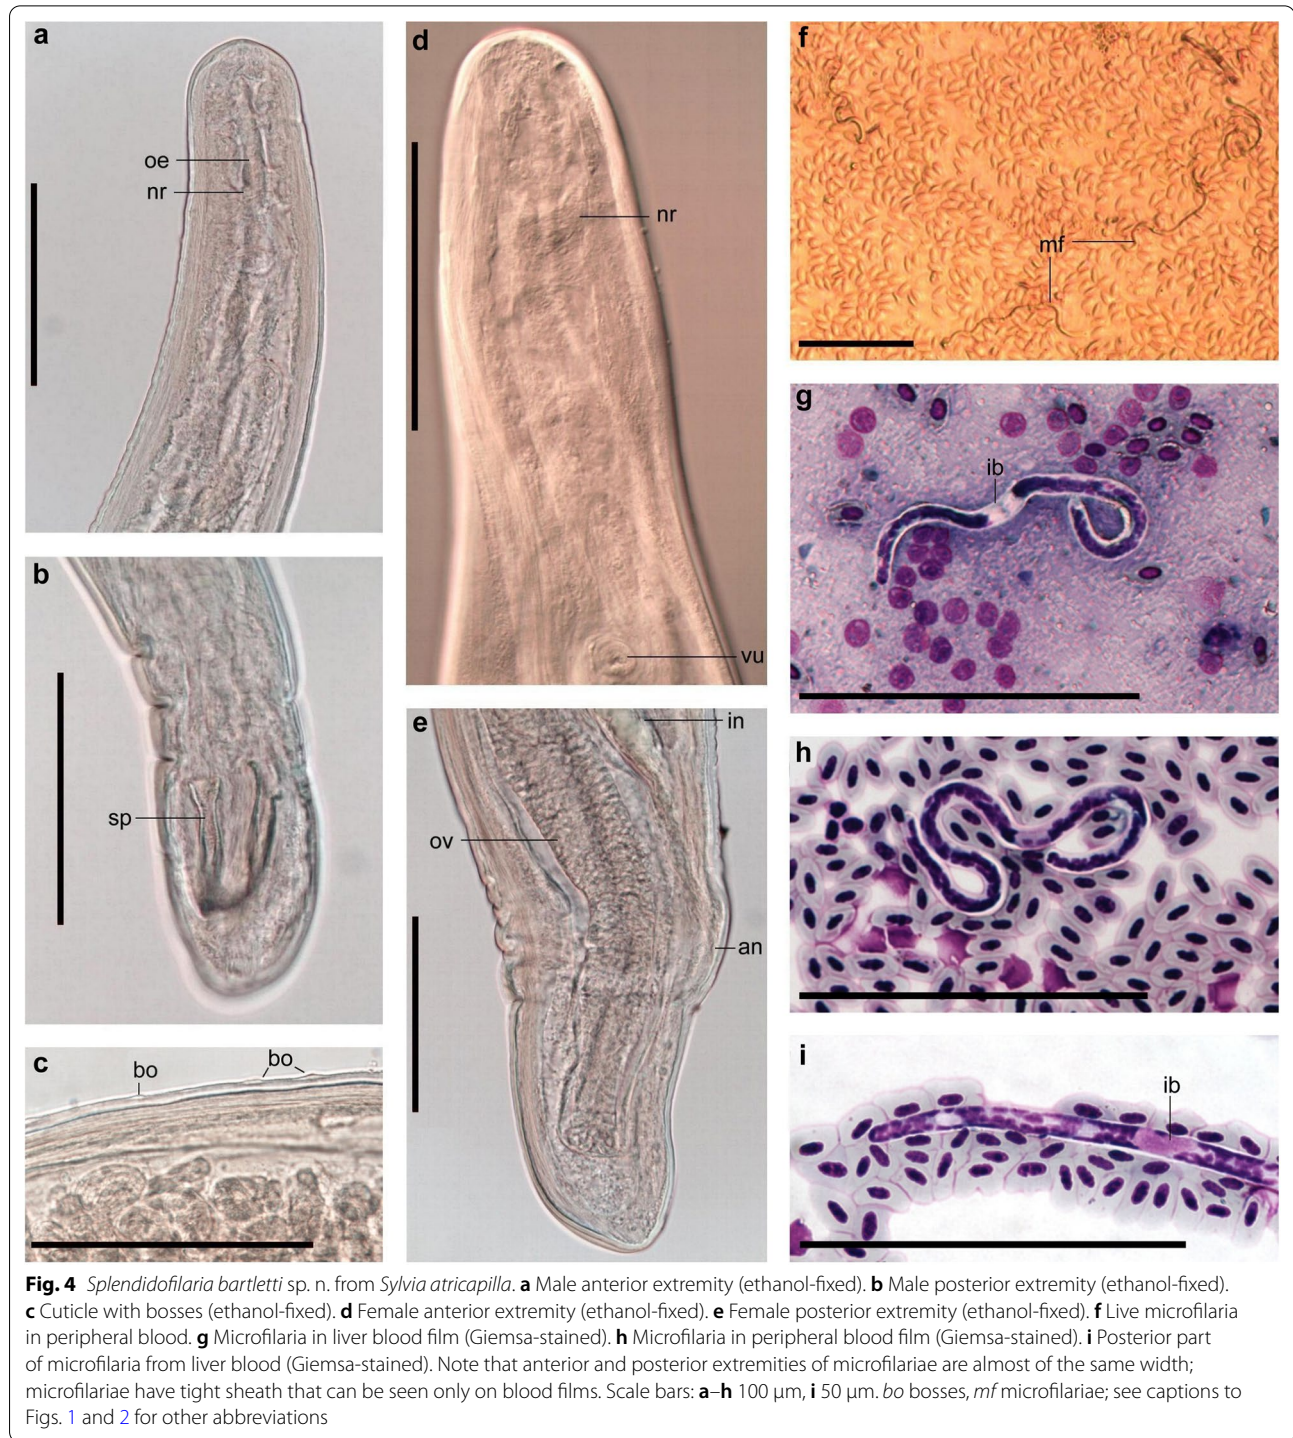 a
oe
nr
b
sp
c
bo
bo
d
nr
vu
e
in
ov
an
f
mf
g
ib
h
i
ib
Fig. 4 Splendidofilaria bartletti sp. n. from Sylvia atricapilla. a Male anterior extremity (ethanol-fixed). b Male posterior extremity (ethanol-fixed).
c Cuticle with bosses (ethanol-fixed). d Female anterior extremity (ethanol-fixed). e Female posterior extremity (ethanol-fixed). f Live microfilaria
in peripheral blood. g Microfilaria in liver blood film (Giemsa-stained). h Microfilaria in peripheral blood film (Giemsa-stained). i Posterior part
of microfilaria from liver blood (Giemsa-stained). Note that anterior and posterior extremities of microfilariae are almost of the same width;
microfilariae have tight sheath that can be seen only on blood films. Scale bars: a–h 100 μm, i 50 μm. bo bosses, mf microfilariae; see captions to
Figs. 1 and 2 for other abbreviations